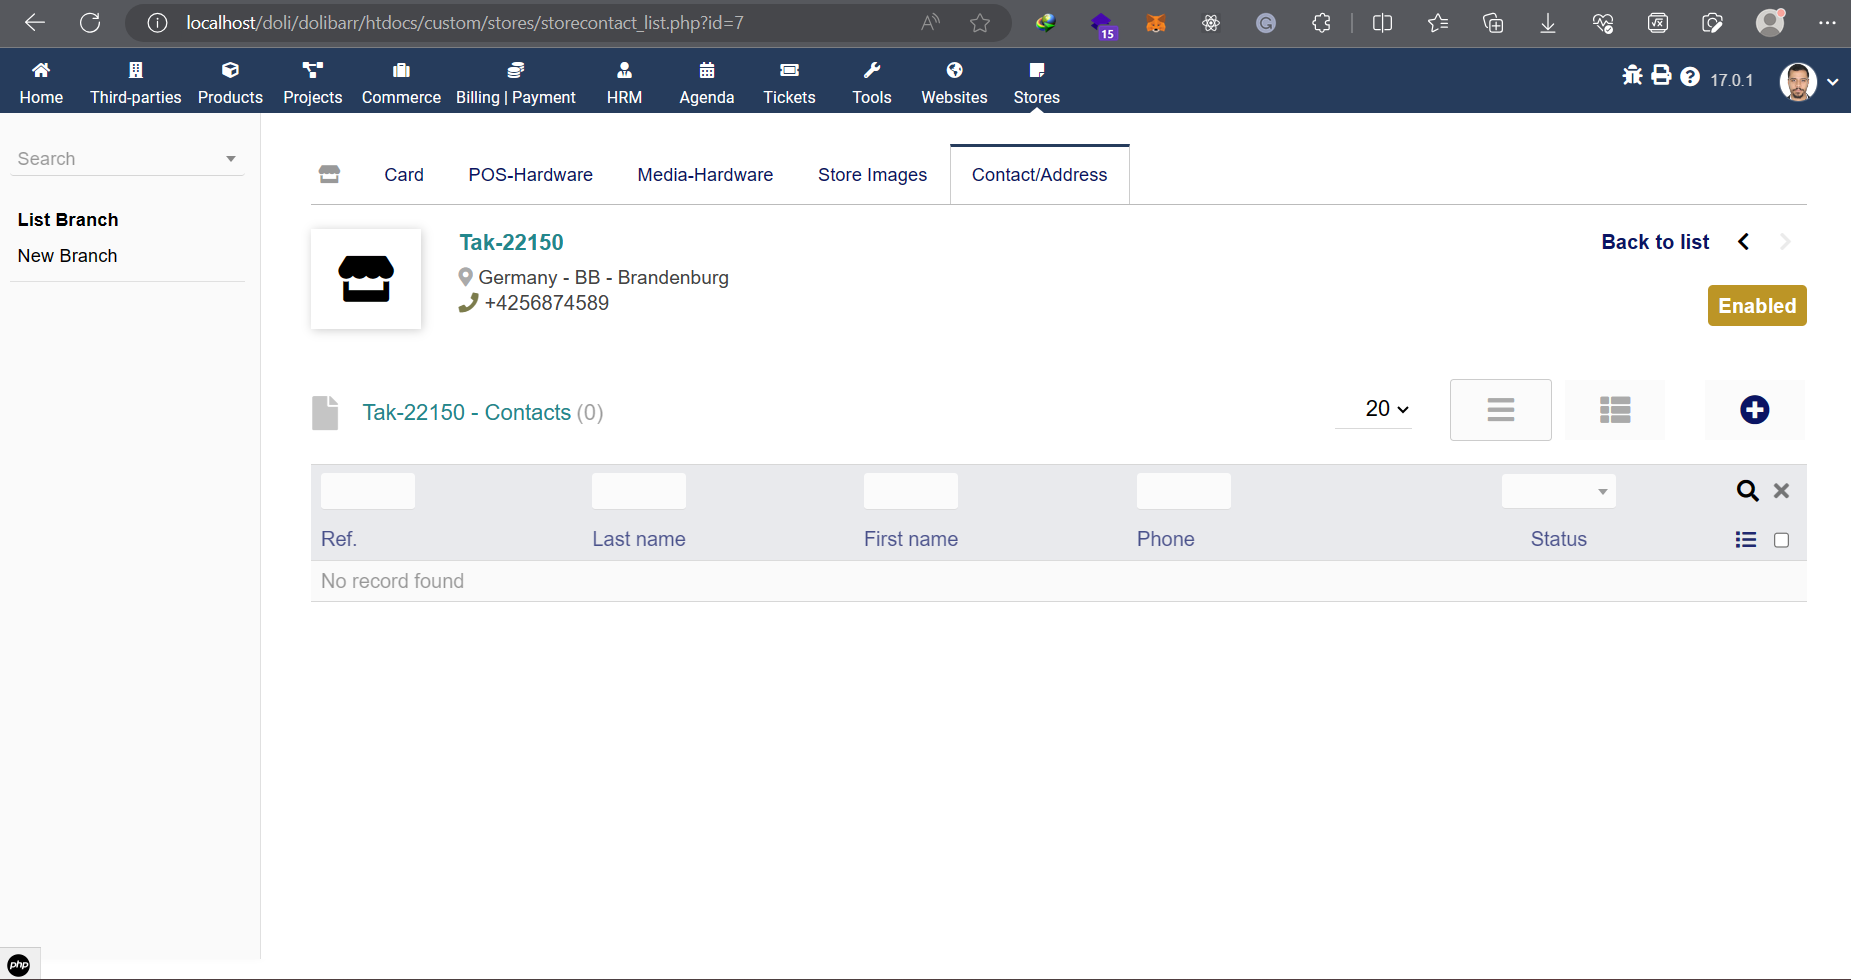 localhost/doli/dolibarr/htdocs/custom/stores/storecontact_list.php?id=7
15
Home
Third-parties
Products
Projects
Commerce
Billing | Payment
HRM
Agenda
Tickets
Tools
Websites
Stores
17.0.1
Search
List Branch
New Branch
Card
POS-Hardware
Media-Hardware
Store Images
Contact/Address
Tak-22150
Germany - BB - Brandenburg
+4256874589
Back to list
Enabled
Tak-22150 - Contacts (0)
20
Ref.
Last name
First name
Phone
Status
No record found
php